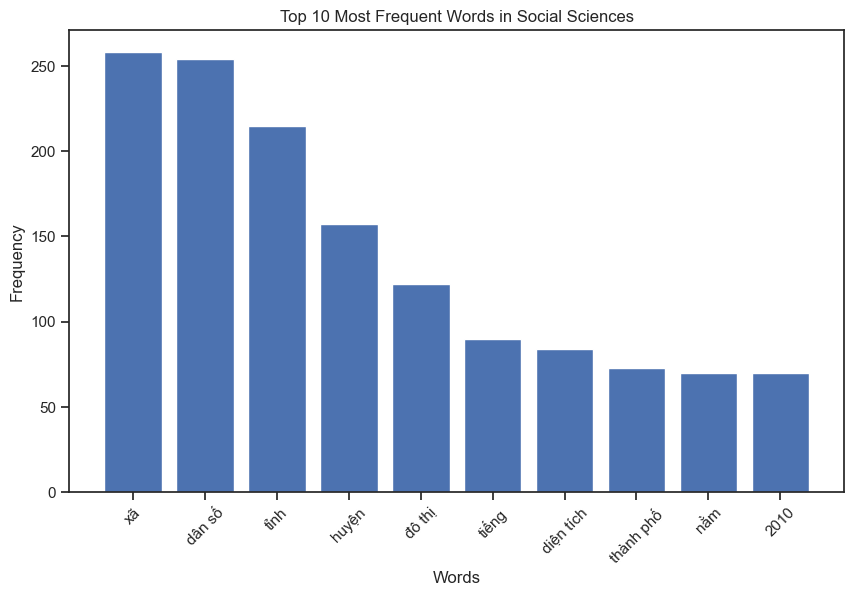 Top 10 Most Frequent Words in Social Sciences
Frequency
250
200
150
100
50
0
xã
dân số
tỉnh
huyện
đô thị
tiếng
diện tích
thành phố
nằm
2010
Words